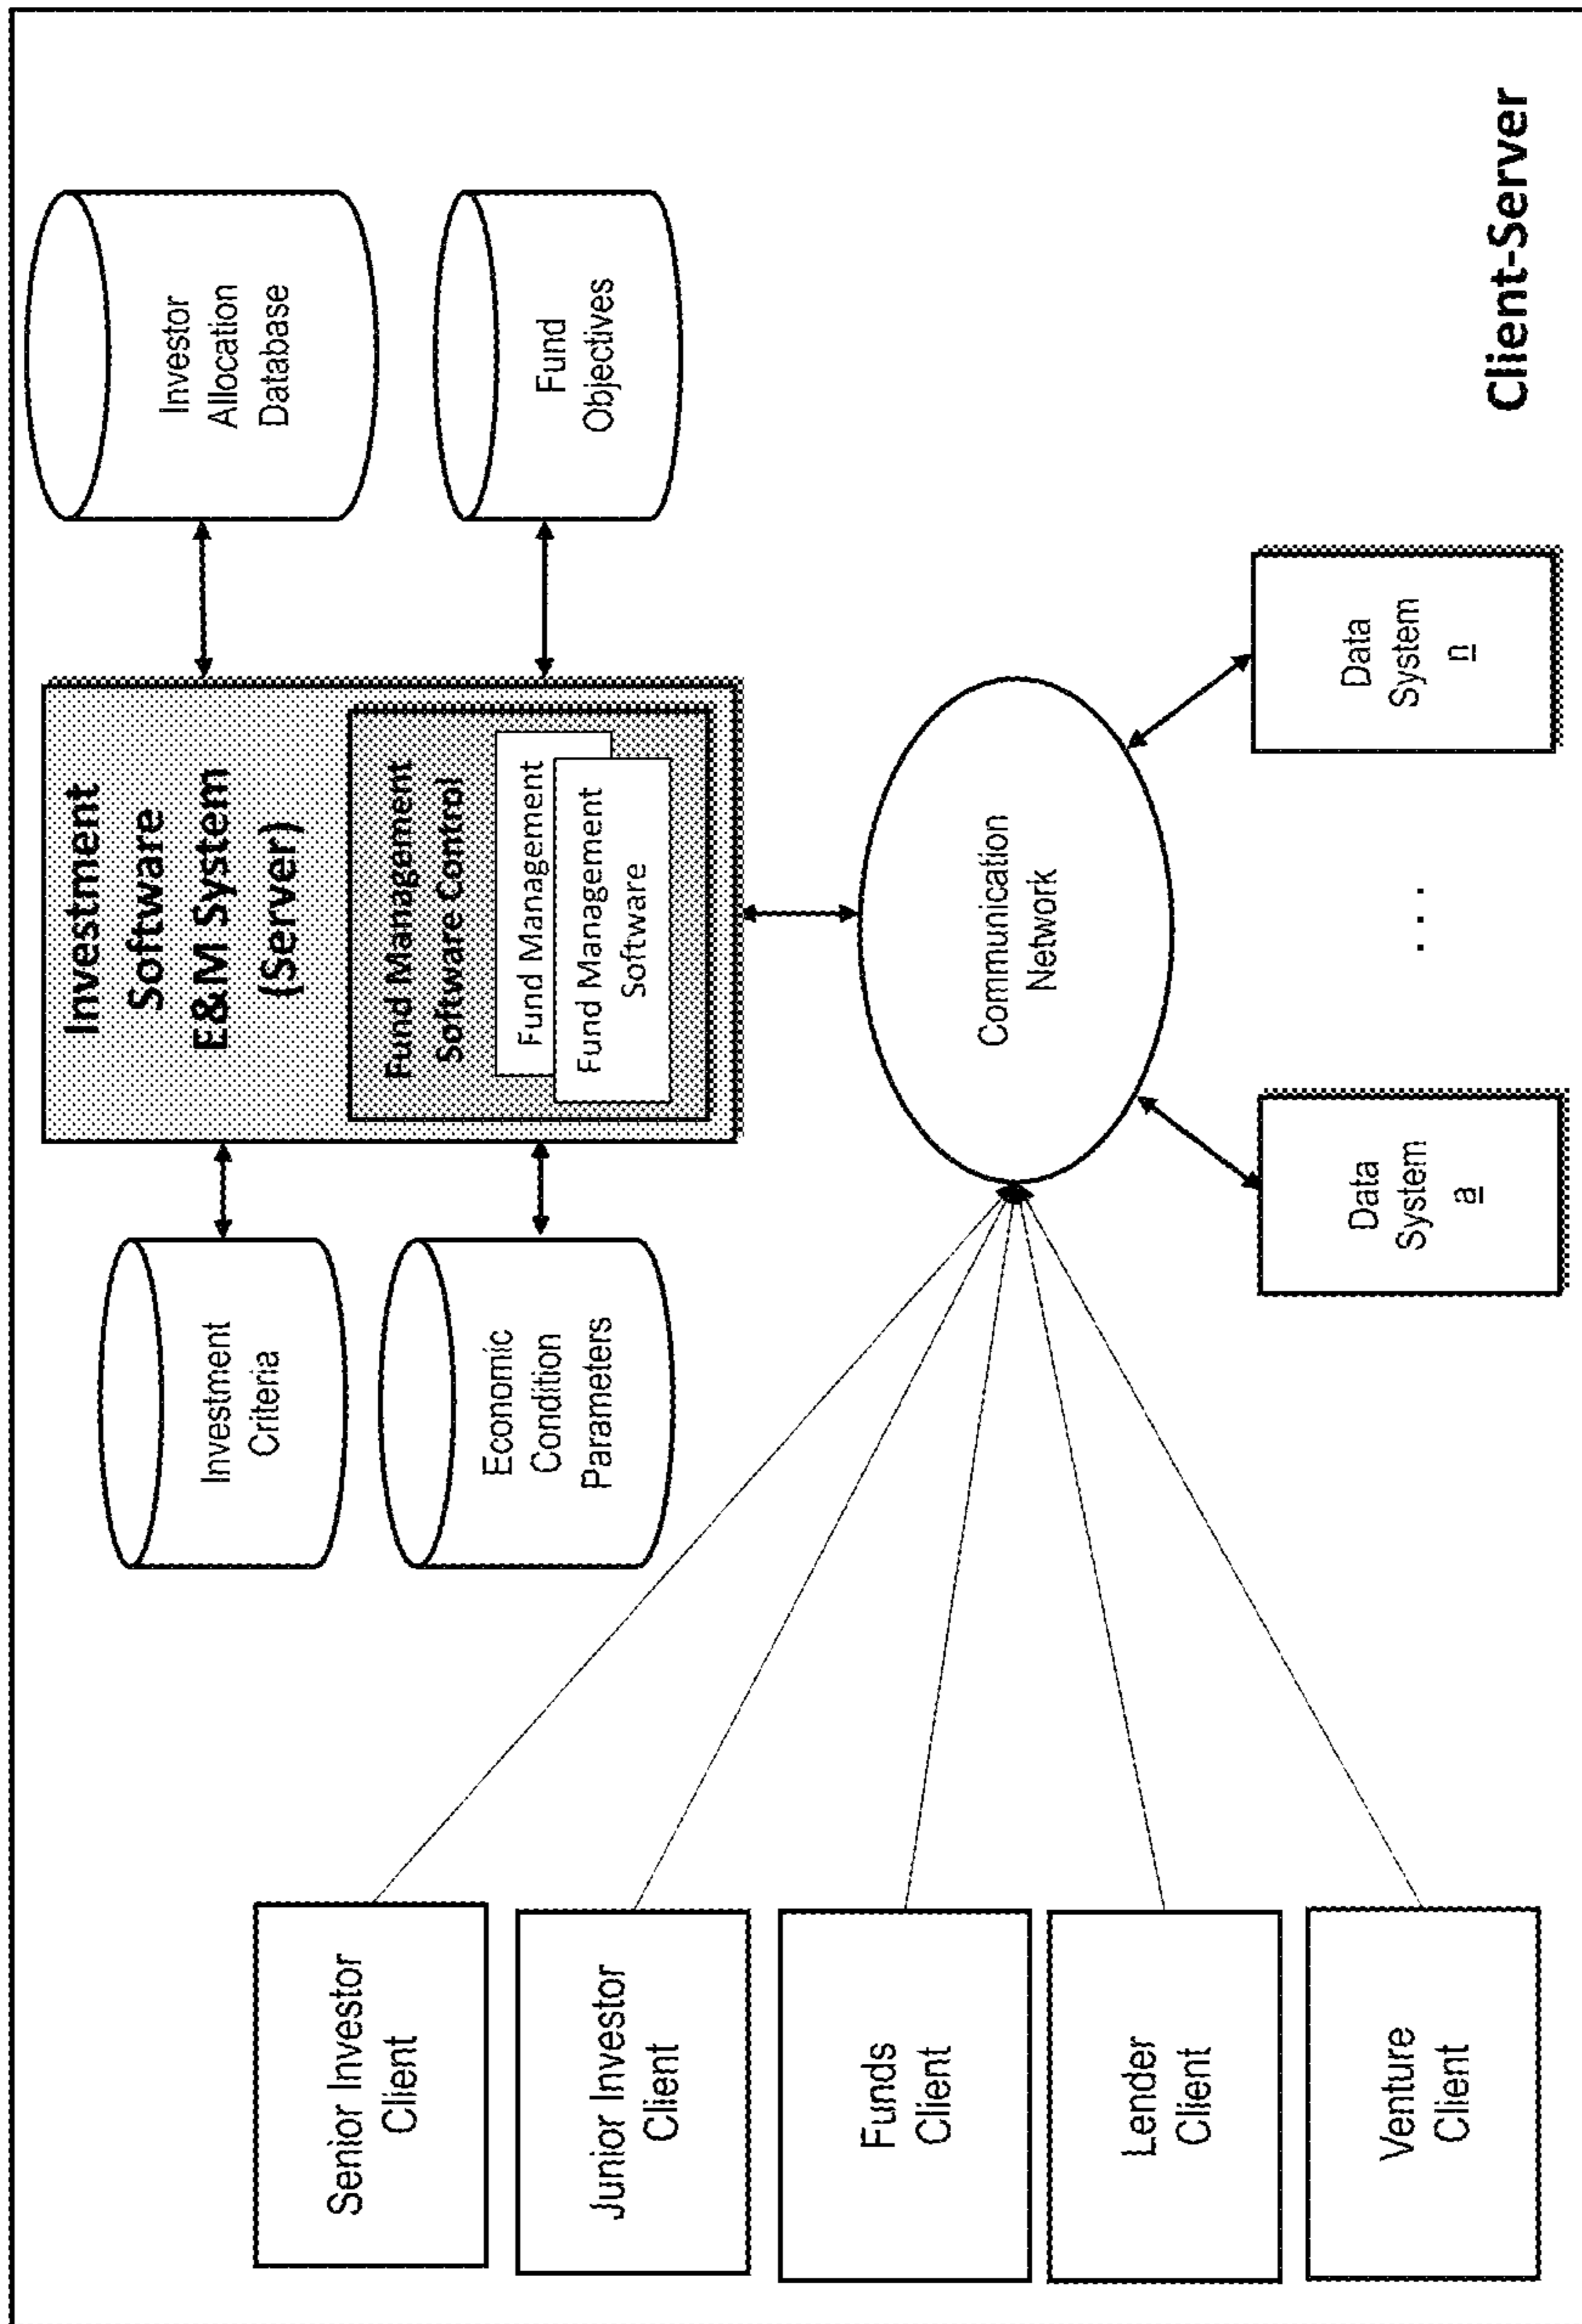 Investment
Software
E&M System
(Server)
Fund Management
Software Control
Fund Management
Fund Management
Software
Investment
Criteria
Economic
Condition
Parameters
Investor
Allocation
Database
Fund
Objectives
Senior Investor
Client
Junior Investor
Client
Funds
Client
Lender
Client
Venture
Client
Communication
Network
Data
System
a
. . .
Data
System
n
Client-Server